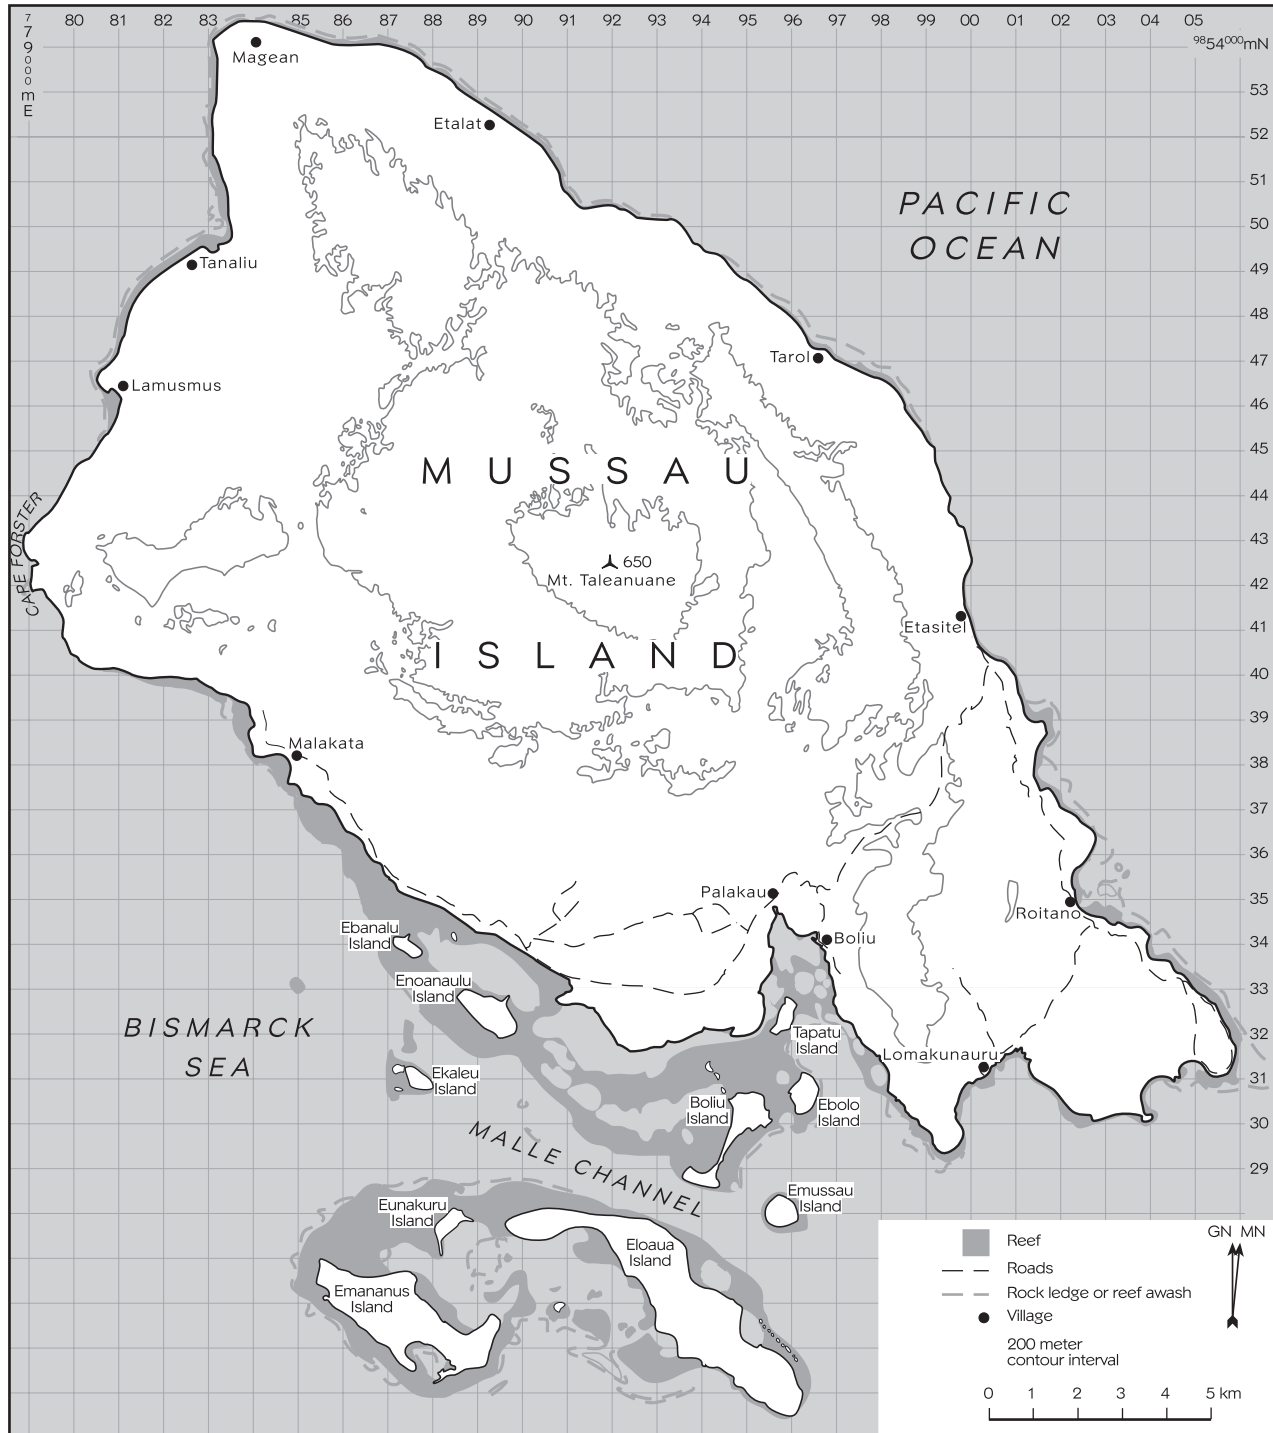 7
79000mE
80 81 82 83 85 86 87 88 89 90 91 92 93 94 95 96 97 98 99 00 01 02 03 04 05
9854000mN
53
52
51
50
49
48
47
46
45
44
43
42
41
40
39
38
37
36
35
34
33
32
31
30
29
Magean
Etalat
PACIFIC
OCEAN
Tanaliu
Tarol
Lamusmus
MUSSAU
CAPE FORSTER
650
Mt. Taleanuane
Etasitel
ISLAND
Malakata
Palakau
Roitano
Ebanalu
Island
Boliu
Enoanaulu
Island
BISMARCK
SEA
Tapatu
Island
Lomakunauru
Ekaleu
Island
Boliu
Island
Ebolo
Island
MALLE CHANNEL
Emussau
Island
Eunakuru
Island
Eloaua
Island
Emananus
Island
GN MN
Reef
Roads
Rock ledge or reef awash
Village
200 meter
contour interval
0 1 2 3 4 5 km